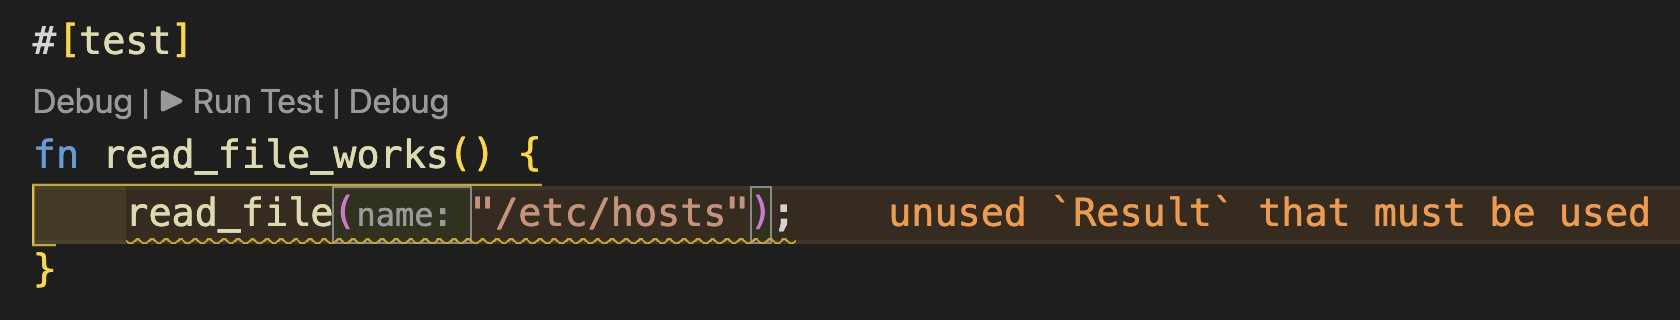 #[test]
Debug | ▶ Run Test | Debug
fn read_file_works() {
    read_file(name: "/etc/hosts");     unused `Result` that must be used
}